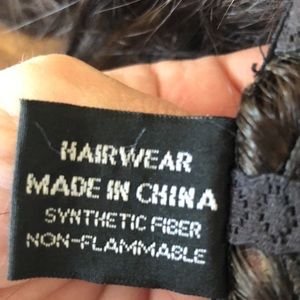 HAIRWEAR
MADE IN CHINA
SYNTHETIC FIBER
NON-FLAMMABLE